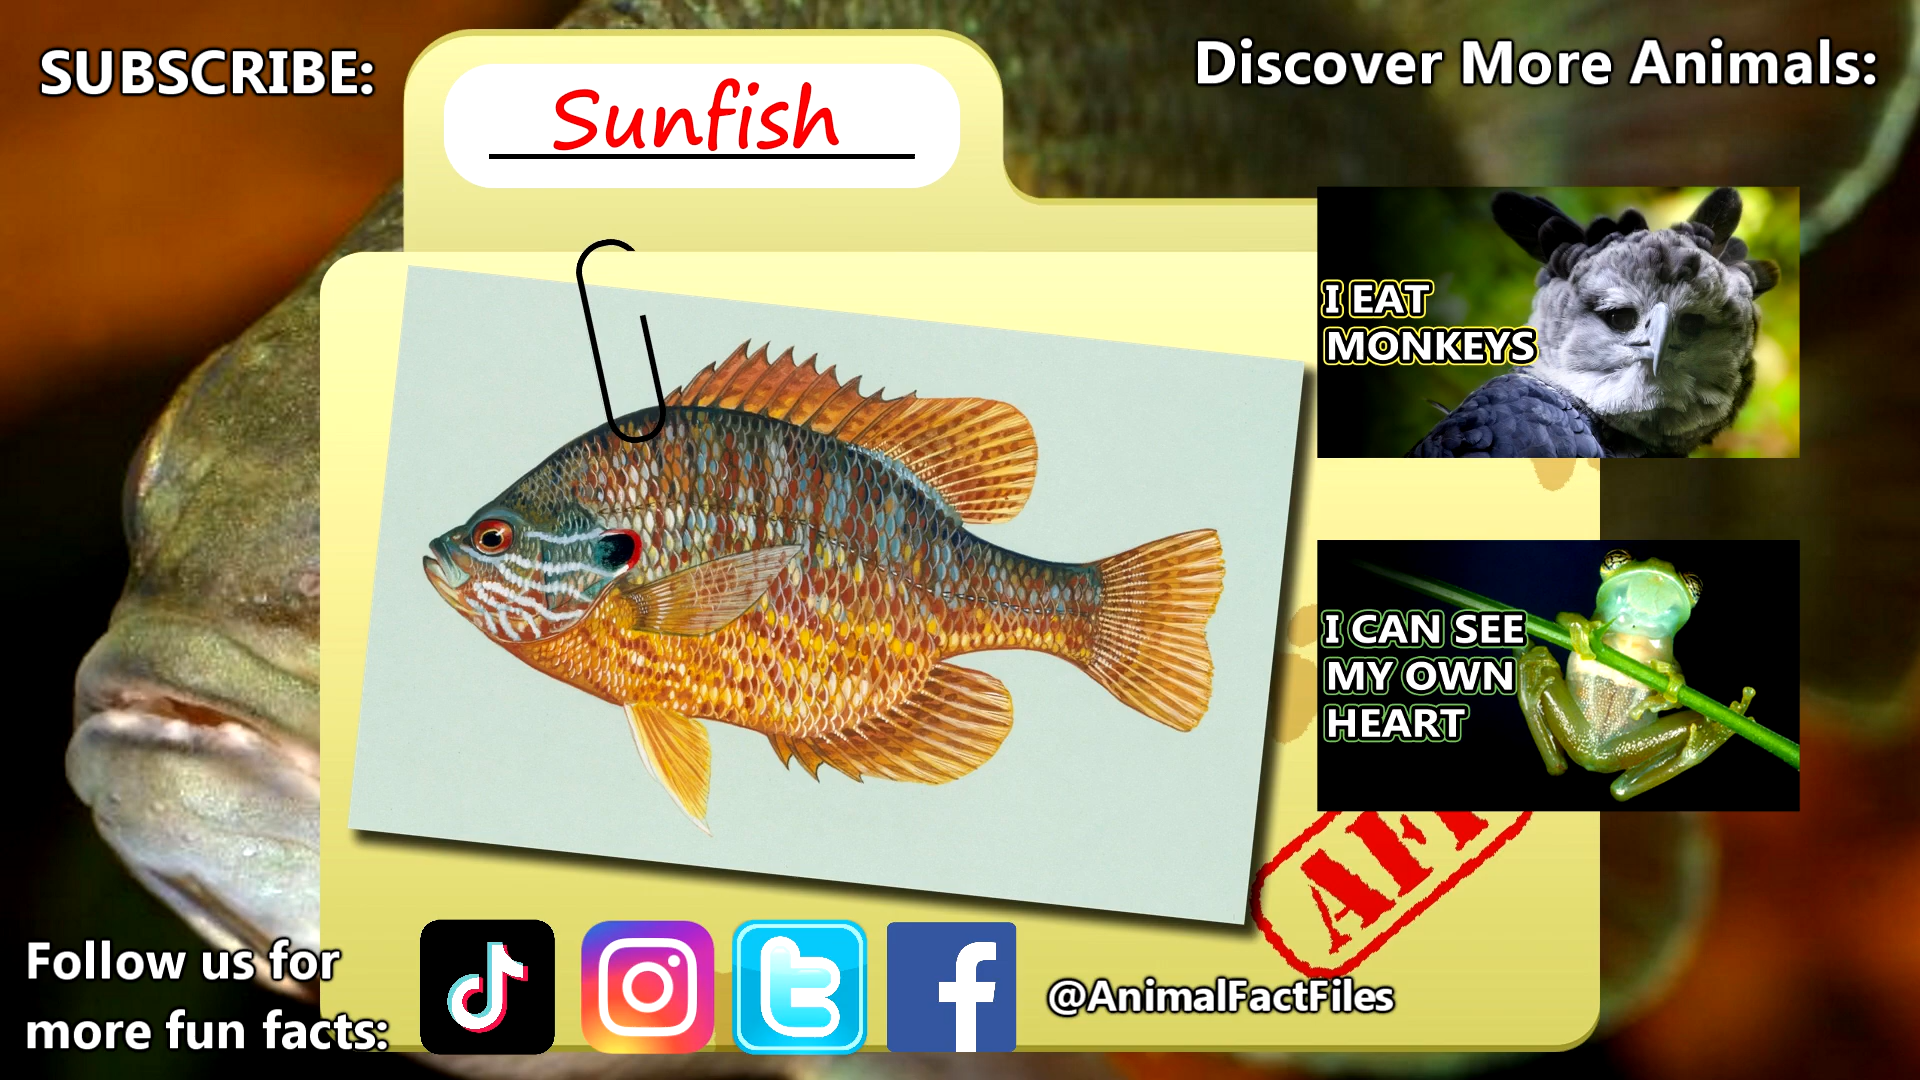 SUBSCRIBE:
Sunfish
Discover More Animals:
I EAT
MONKEYS
I CAN SEE
MY OWN
HEART
Follow us for
more fun facts:
@AnimalFactFiles